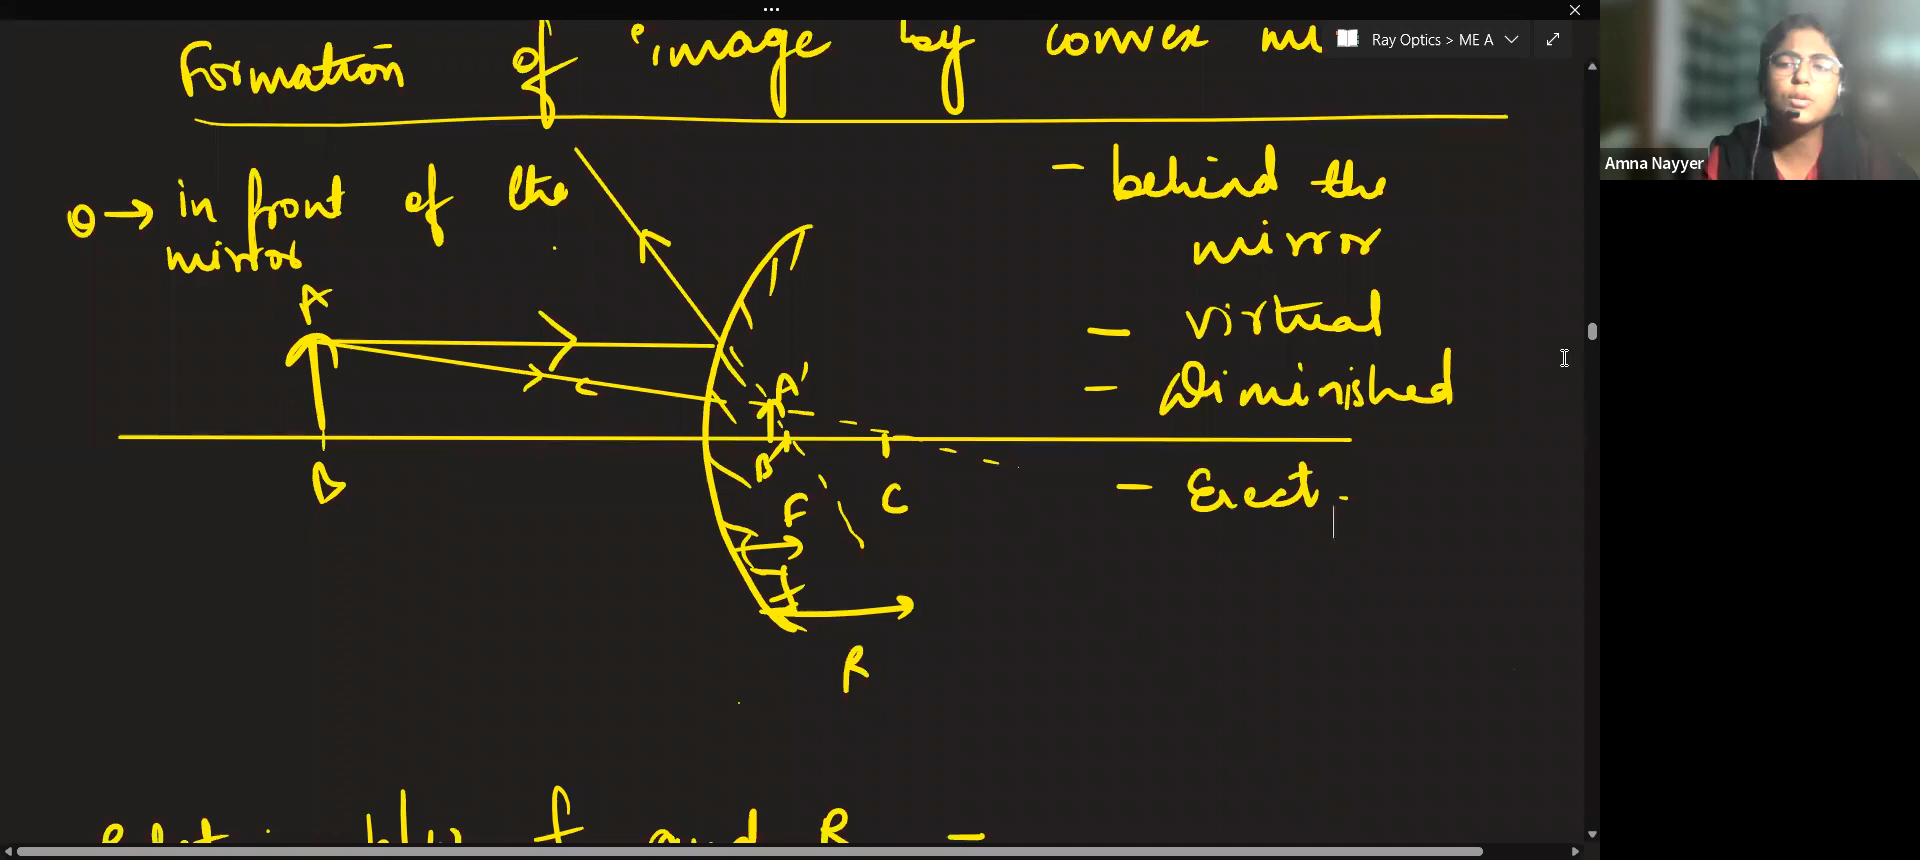 Ray Optics > ME A
Formation of image by convex
Amna Nayyer
O → in front of the
mirror
- behind the
mirror
- Virtual
- Diminished
- Erect.
A
B
A'
B'
F
C
f
R
f and R -